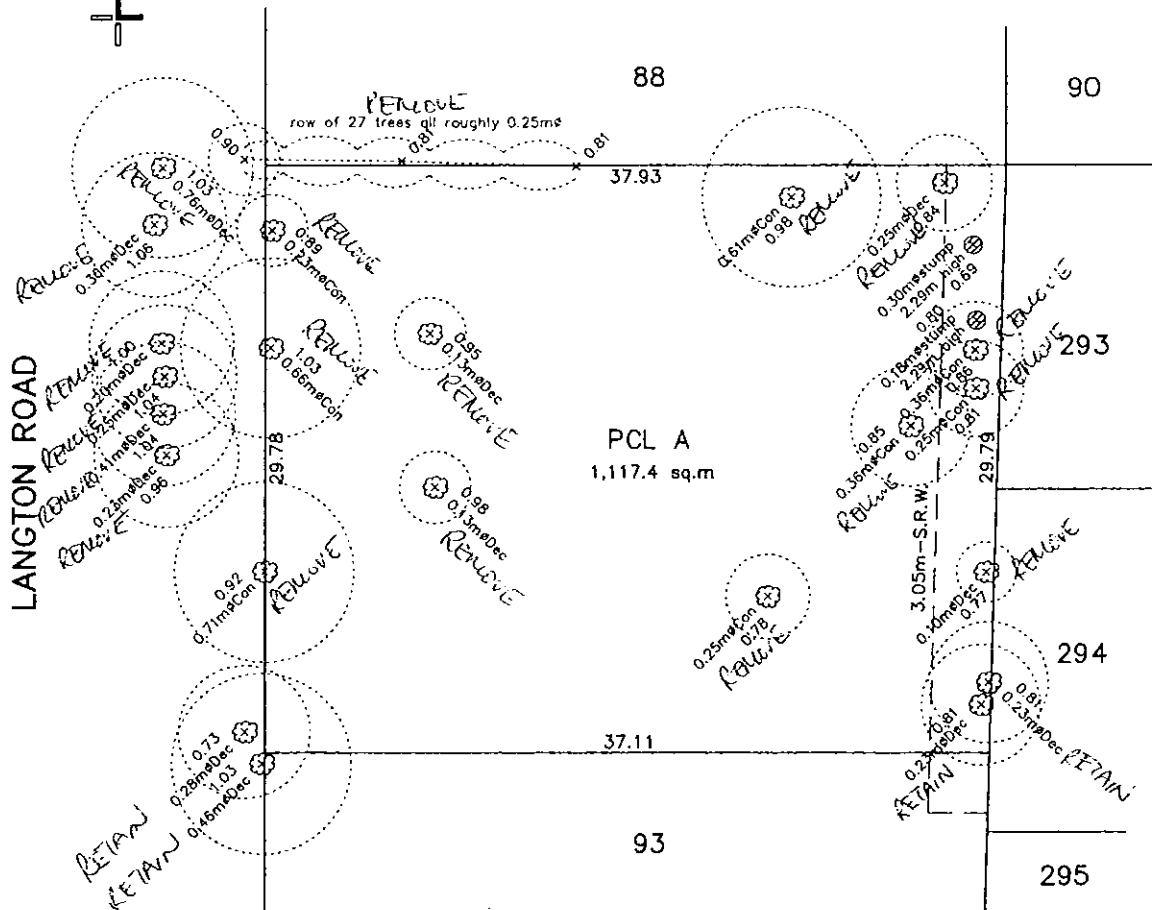 88
90
REMOVE
row of 27 trees all roughly 0.25mø
0.90
0.81
0.81
37.93
1.03
0.76møDec
REMOVE
0.30møDec
1.06
REMOVE
0.89
0.23møCon
REMOVE
0.61møCon
0.98
REMOVE
0.25møDec
0.84
REMOVE
0.30møstump
2.29m high
0.69
0.80
0.18møstump
2.29m high
REMOVE
0.36møCon
0.86
REMOVE
0.25møCon
0.81
293
LANGTON ROAD
1.00
REMOVE
0.25møDec
1.04
REMOVE
0.41møDec
1.04
REMOVE
0.23møDec
0.96
REMOVE
1.03
0.66møCon
REMOVE
0.95
0.13møDec
REMOVE
29.78
PCL A
1,117.4 sq.m
0.85
0.36møCon
REMOVE
29.79
3.05m-S.R.W.
0.98
0.13møDec
REMOVE
0.92
0.71møCon
REMOVE
0.25møCon
0.78
REMOVE
0.10møDec
0.77
REMOVE
294
0.73
0.28møDec
1.03
0.46møDec
RETAIN
RETAIN
37.11
0.81
0.23møDec
RETAIN
0.81
0.23møDec
RETAIN
93
295